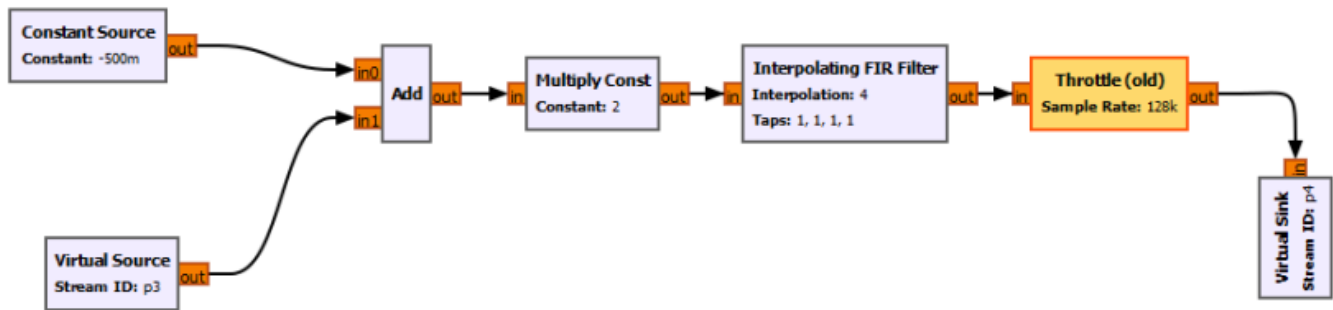 Constant Source
Constant: -500m
out
in0
in1
Add
out
in
Multiply Const
Constant: 2
out
in
Interpolating FIR Filter
Interpolation: 4
Taps: 1, 1, 1, 1
out
in
Throttle (old)
Sample Rate: 128k
out
in
Virtual Sink
Stream ID: p4
Virtual Source
Stream ID: p3
out